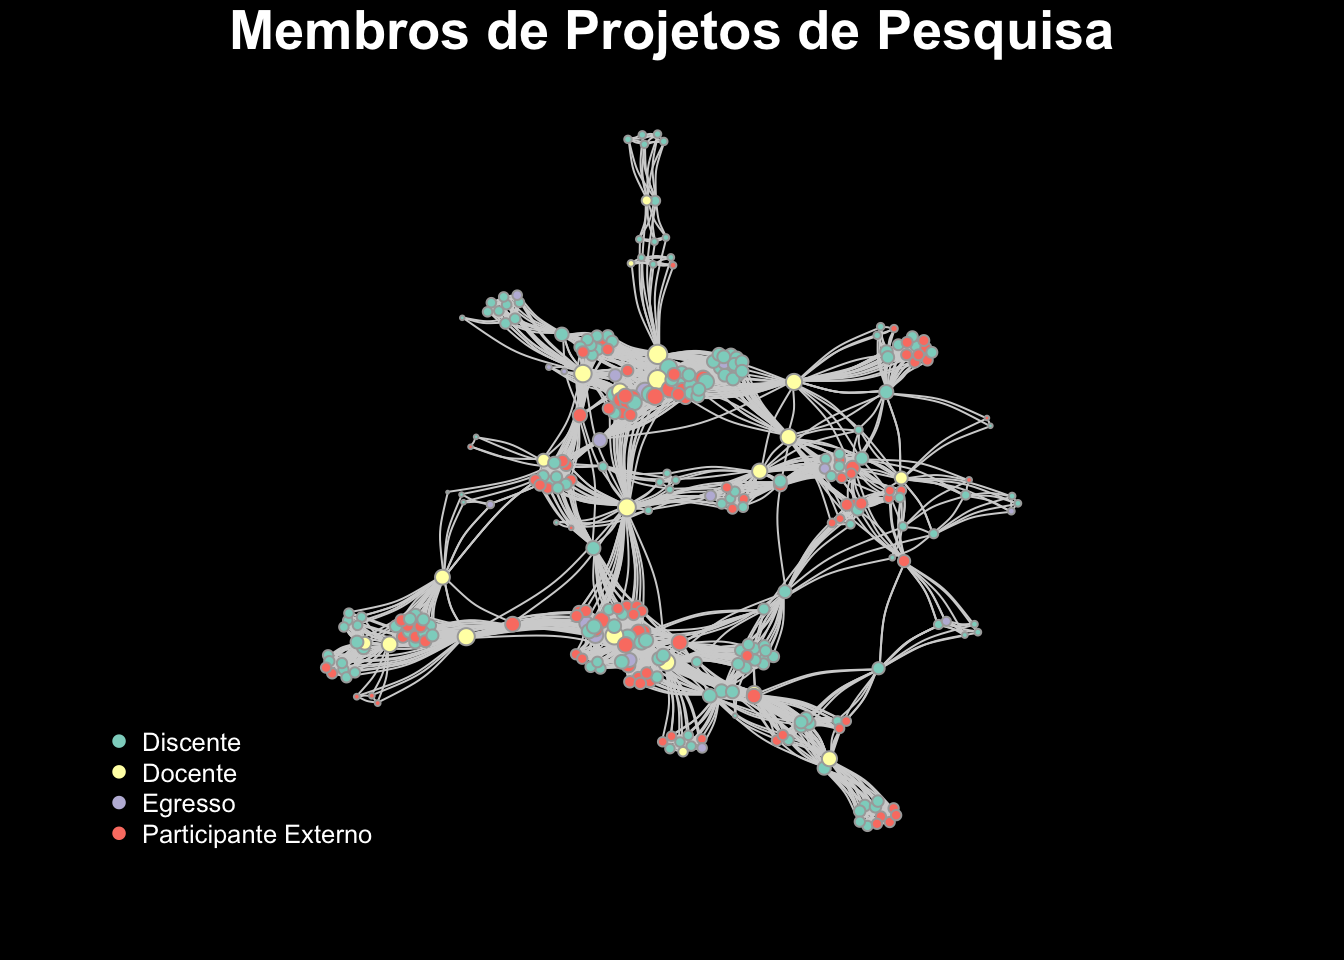 Membros de Projetos de Pesquisa
Discente
Docente
Egresso
Participante Externo